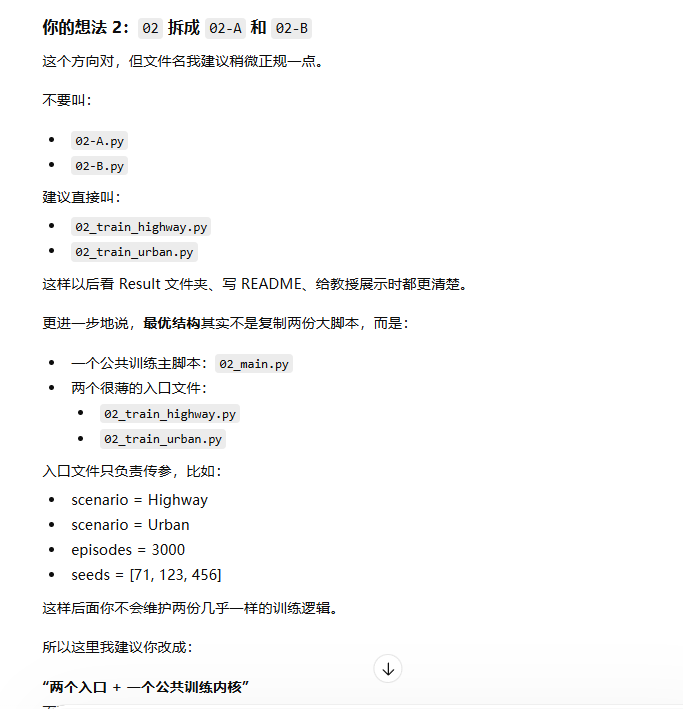 你的想法 2： 02 拆成 02-A 和 02-B
这个方向对，但文件名我建议稍微正规一点。
不要叫：
02-A.py
02-B.py
建议直接叫：
02_train_highway.py
02_train_urban.py
这样以后看 Result 文件夹、写 README、给教授展示时都更清楚。
更进一步地说，最优结构其实不是复制两份大脚本，而是：
一个公共训练主脚本： 02_main.py
两个很薄的入口文件：
02_train_highway.py
02_train_urban.py
入口文件只负责传参，比如：
scenario = Highway
scenario = Urban
episodes = 3000
seeds = [71, 123, 456]
这样后面你不会维护两份几乎一样的训练逻辑。
所以这里我建议你改成：
“两个入口 + 一个公共训练内核”